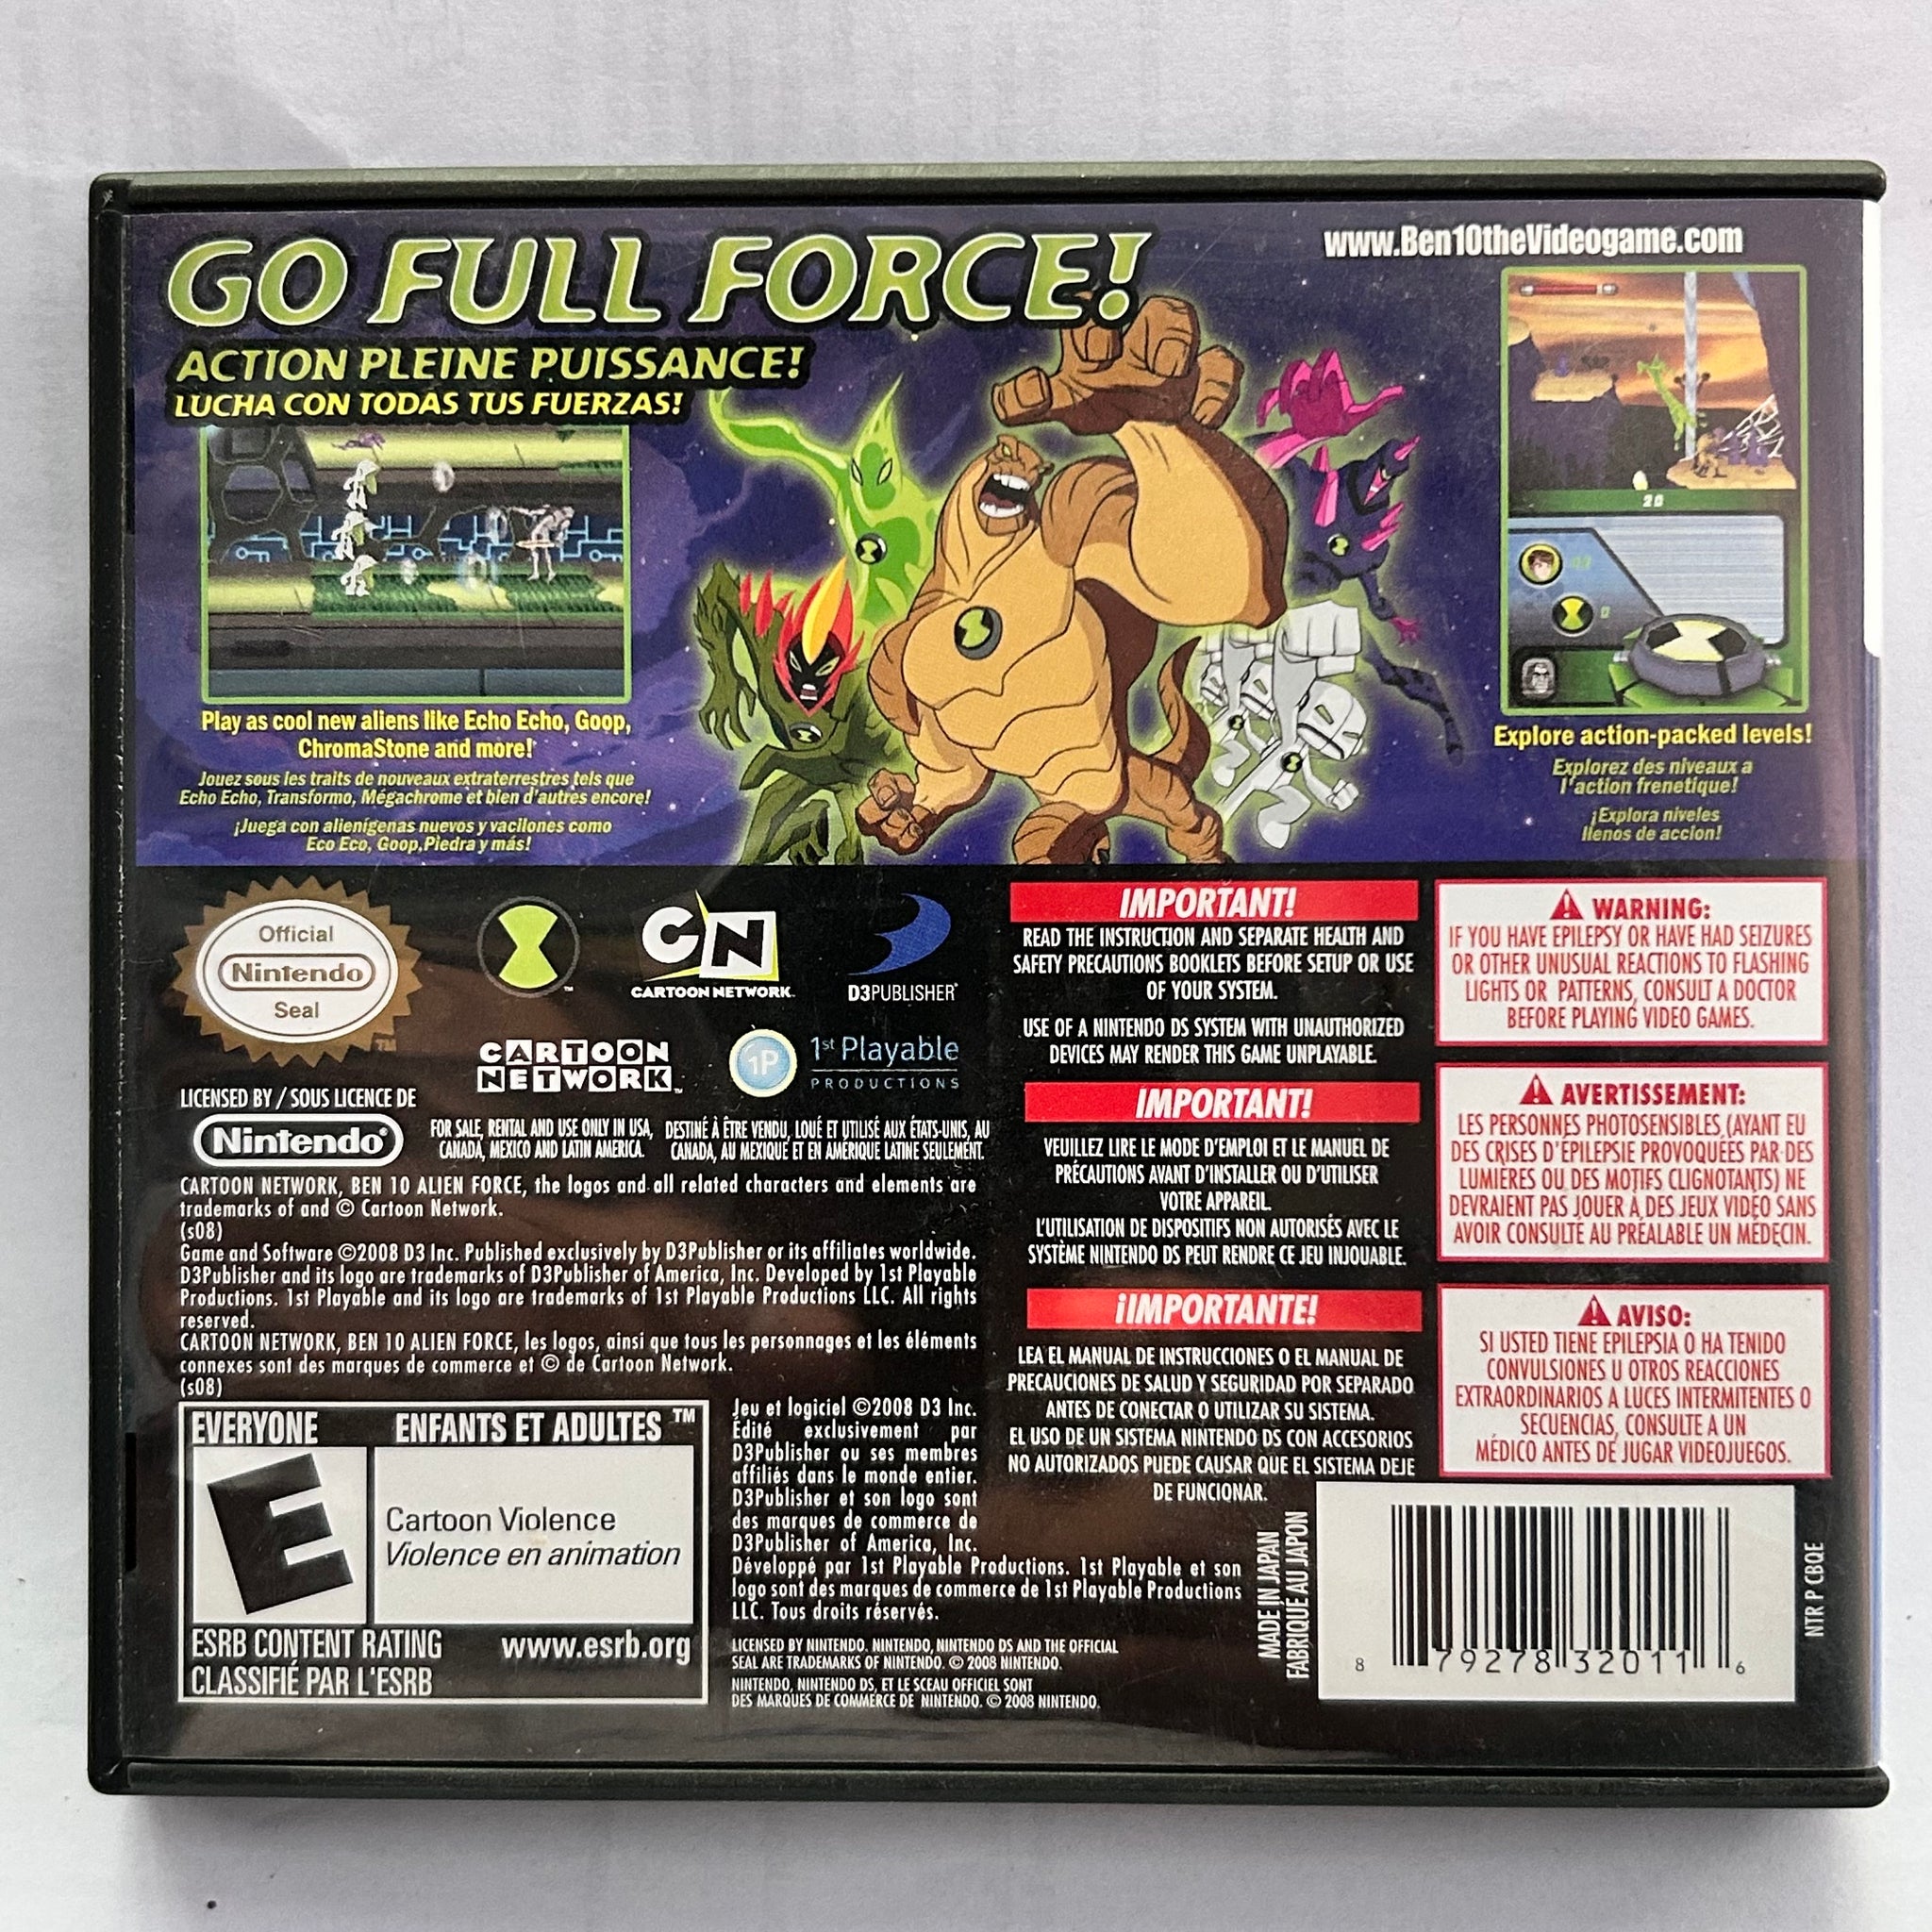 GO FULL FORCE!
ACTION PLEINE PUISSANCE!
LUCHA CON TODAS TUS FUERZAS!
www.Ben10theVideogame.com
20
Play as cool new aliens like Echo Echo, Goop,
ChromaStone and more!
Jouez sous les traits de nouveaux extraterrestres tels que
Echo Echo, Transformo, Mégachrome et bien d'autres encore!
¡Juega con alienígenas nuevos y vacilones como
Eco Eco, Goop,Piedra y más!
Explore action-packed levels!
Explorez des niveaux a
l'action frenetique!
¡Explora niveles
llenos de accion!
Official
Nintendo
Seal
TM
CN
CARTOON NETWORK
D3PUBLISHER
CARTOON
NETWORK
1P
1st Playable
PRODUCTIONS
LICENSED BY / SOUS LICENCE DE
Nintendo®
FOR SALE, RENTAL AND USE ONLY IN USA,
CANADA, MEXICO AND LATIN AMERICA.
DESTINÉ À ÊTRE VENDU, LOUÉ ET UTILISÉ AUX ÉTATS-UNIS, AU
CANADA, AU MEXIQUE ET EN AMÉRIQUE LATINE SEULEMENT.
CARTOON NETWORK, BEN 10 ALIEN FORCE, the logos and all related characters and elements are
trademarks of and © Cartoon Network.
(s08)
Game and Software ©2008 D3 Inc. Published exclusively by D3Publisher or its affiliates worldwide.
D3Publisher and its logo are trademarks of D3Publisher of America, Inc. Developed by 1st Playable
Productions. 1st Playable and its logo are trademarks of 1st Playable Productions LLC. All rights
reserved.
CARTOON NETWORK, BEN 10 ALIEN FORCE, les logos, ainsi que tous les personnages et les éléments
connexes sont des marques de commerce et © de Cartoon Network.
(s08)
Jeu et logiciel ©2008 D3 Inc.
Édité exclusivement par
D3Publisher ou ses membres
affiliés dans le monde entier.
D3Publisher et son logo sont
des marques de commerce de
D3Publisher of America, Inc.
Développé par 1st Playable Productions. 1st Playable et son
logo sont des marques de commerce de 1st Playable Productions
LLC. Tous droits réservés.
LICENSED BY NINTENDO. NINTENDO, NINTENDO DS AND THE OFFICIAL
SEAL ARE TRADEMARKS OF NINTENDO. © 2008 NINTENDO.
NINTENDO, NINTENDO DS, ET LE SCEAU OFFICIEL SONT
DES MARQUES DE COMMERCE DE NINTENDO. © 2008 NINTENDO.
EVERYONE ENFANTS ET ADULTES ™
E
Cartoon Violence
Violence en animation
ESRB CONTENT RATING www.esrb.org
CLASSIFIÉ PAR L'ESRB
IMPORTANT!
READ THE INSTRUCTION AND SEPARATE HEALTH AND
SAFETY PRECAUTIONS BOOKLETS BEFORE SETUP OR USE
OF YOUR SYSTEM.
USE OF A NINTENDO DS SYSTEM WITH UNAUTHORIZED
DEVICES MAY RENDER THIS GAME UNPLAYABLE.
IMPORTANT!
VEUILLEZ LIRE LE MODE D'EMPLOI ET LE MANUEL DE
PRÉCAUTIONS AVANT D'INSTALLER OU D'UTILISER
VOTRE APPAREIL.
L'UTILISATION DE DISPOSITIFS NON AUTORISÉS AVEC LE
SYSTÈME NINTENDO DS PEUT RENDRE CE JEU INJOUABLE.
¡IMPORTANTE!
LEA EL MANUAL DE INSTRUCCIONES O EL MANUAL DE
PRECAUCIONES DE SALUD Y SEGURIDAD POR SEPARADO
ANTES DE CONECTAR O UTILIZAR SU SISTEMA.
EL USO DE UN SISTEMA NINTENDO DS CON ACCESORIOS
NO AUTORIZADOS PUEDE CAUSAR QUE EL SISTEMA DEJE
DE FUNCIONAR.
WARNING:
IF YOU HAVE EPILEPSY OR HAVE HAD SEIZURES
OR OTHER UNUSUAL REACTIONS TO FLASHING
LIGHTS OR PATTERNS, CONSULT A DOCTOR
BEFORE PLAYING VIDEO GAMES.
AVERTISSEMENT:
LES PERSONNES PHOTOSENSIBLES (AYANT EU
DES CRISES D'ÉPILEPSIE PROVOQUÉES PAR DES
LUMIÈRES OU DES MOTIFS CLIGNOTANTS) NE
DEVRAIENT PAS JOUER À DES JEUX VIDÉO SANS
AVOIR CONSULTÉ AU PRÉALABLE UN MÉDECIN.
AVISO:
SI USTED TIENE EPILEPSIA O HA TENIDO
CONVULSIONES U OTROS REACCIONES
EXTRAORDINARIOS A LUCES INTERMITENTES O
SECUENCIAS, CONSULTE A UN
MÉDICO ANTES DE JUGAR VIDEOJUEGOS.
MADE IN JAPAN
FABRIQUÉ AU JAPON
8 79278 32011 6
NTR P CBQE